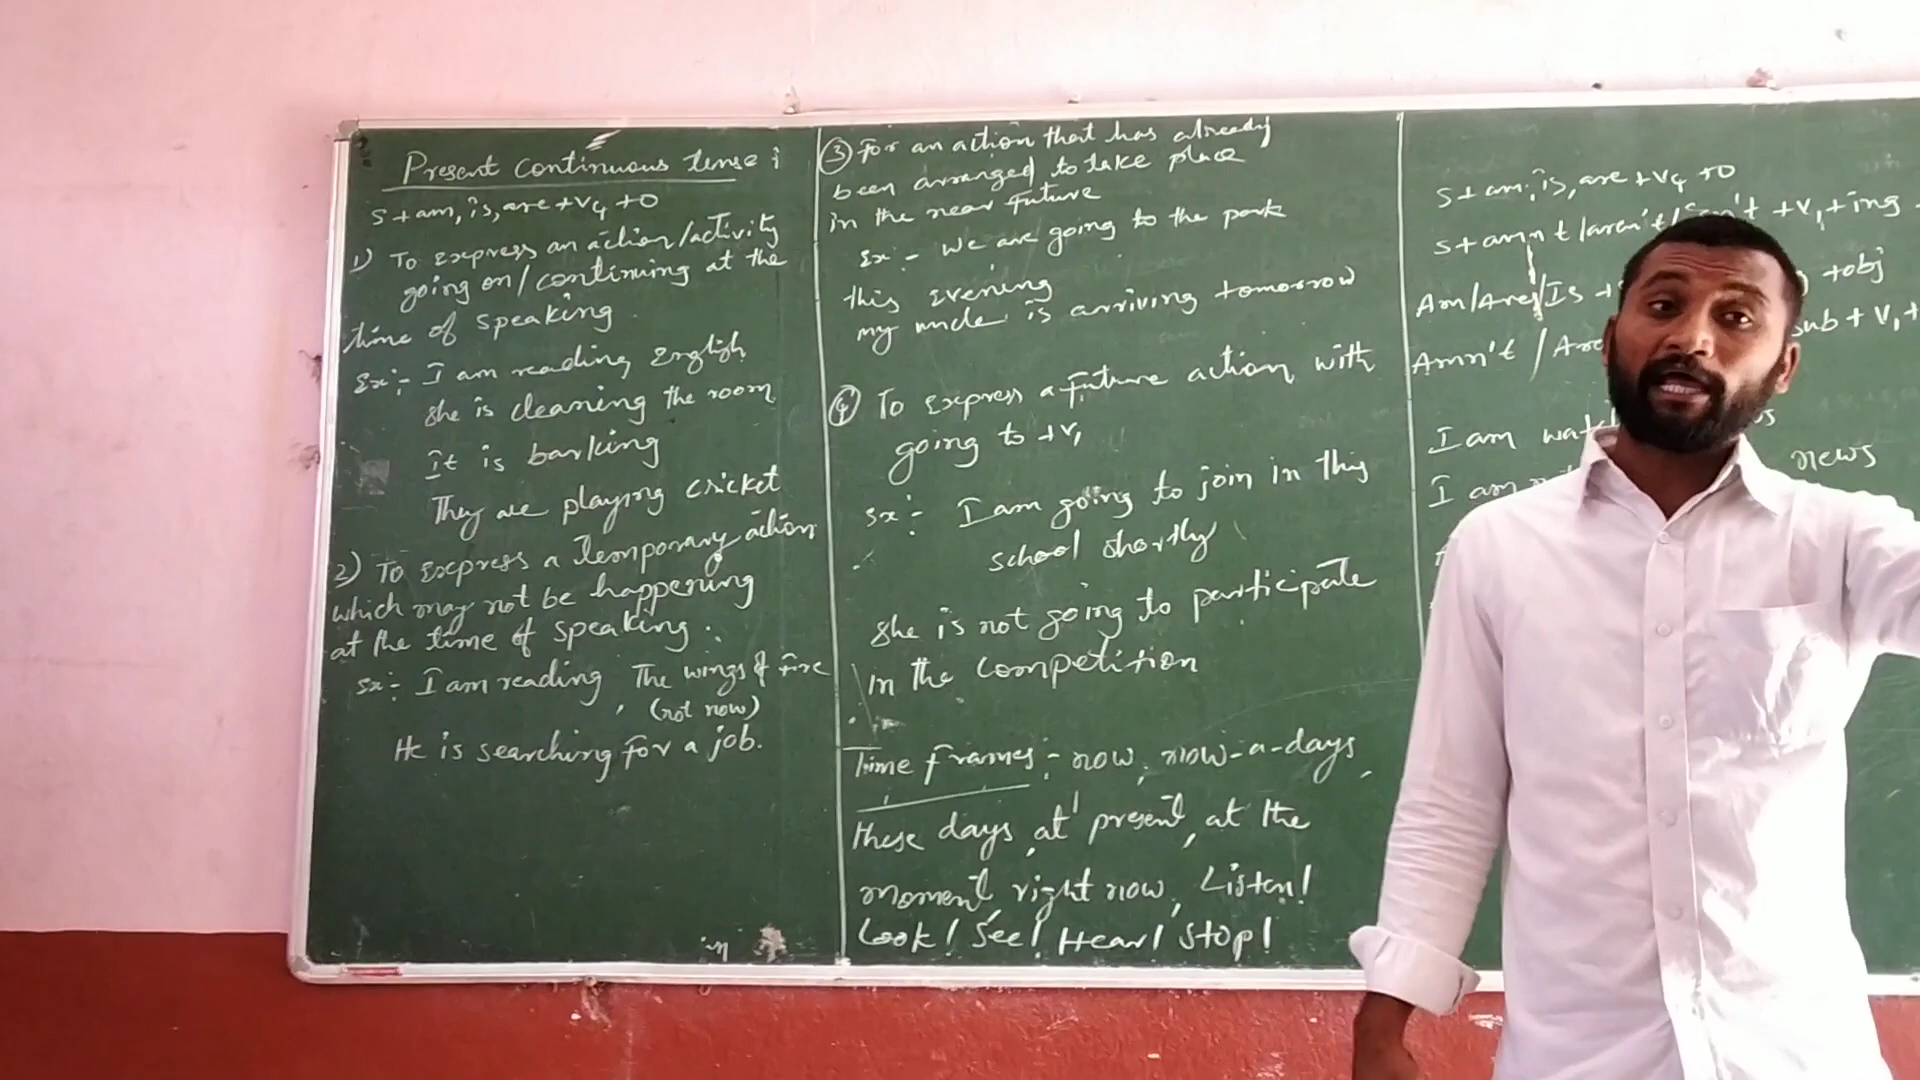 Present continuous tense :
S + am, is, are + V4 + O
1) To express an action/activity
going on / continuing at the
time of speaking.
Ex:- I am reading English
She is cleaning the room
It is barking
They are playing cricket
2) To express a temporary action
which may not be happening
at the time of speaking.
Ex:- I am reading The wings of Fire
(not now)
He is searching for a job.
in
3 For an action that has already
been arranged to take place
in the near future
Ex:- We are going to the park
this evening
my uncle is arriving tomorrow
4 To express a future action with
going to + V1
Ex:- I am going to join in this
school shortly
She is not going to participate
in the competition
Time frames:- now, now-a-days,
these days, at present, at the
moment, right now, Listen!
Look! See! Hear! Stop!
S + am, is, are + V4 + O
S + amn't / aren't / + V1 + ing
Am/Are/Is + + obj
Amn't / sub + V1 +
I am
I am news